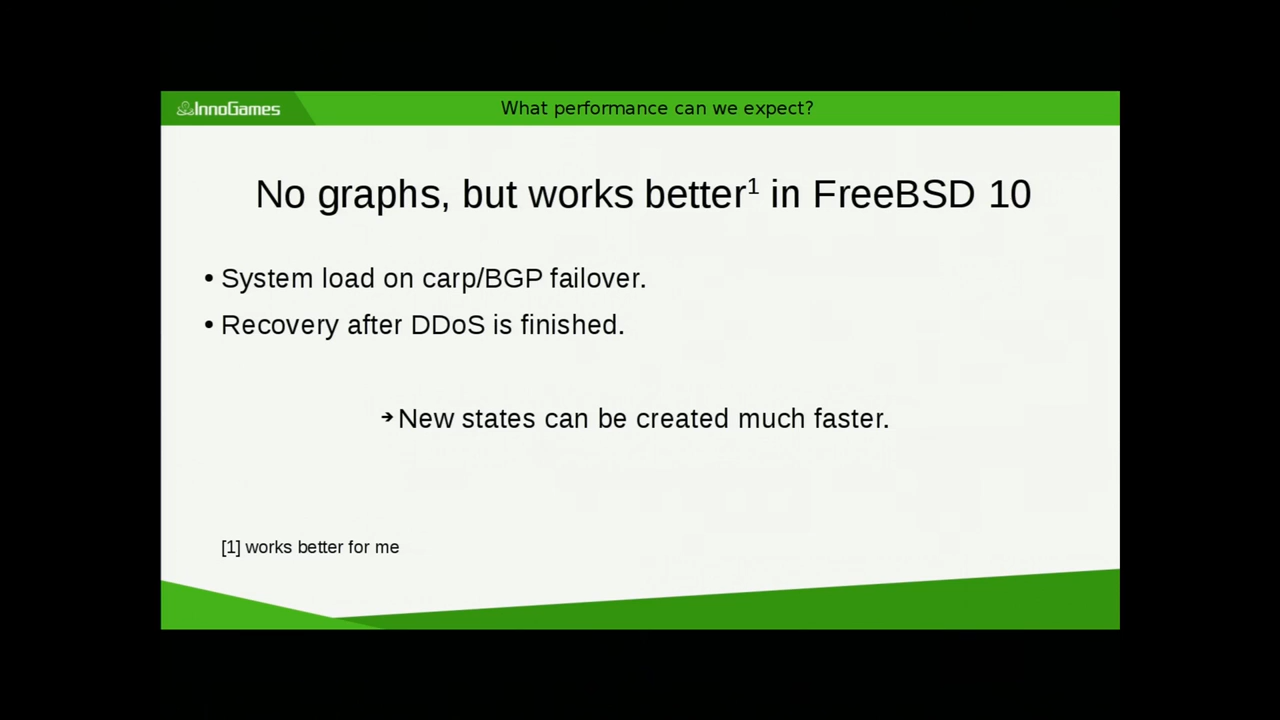 InnoGames
What performance can we expect?
No graphs, but works better¹ in FreeBSD 10
• System load on carp/BGP failover.
• Recovery after DDoS is finished.
➔ New states can be created much faster.
[1] works better for me